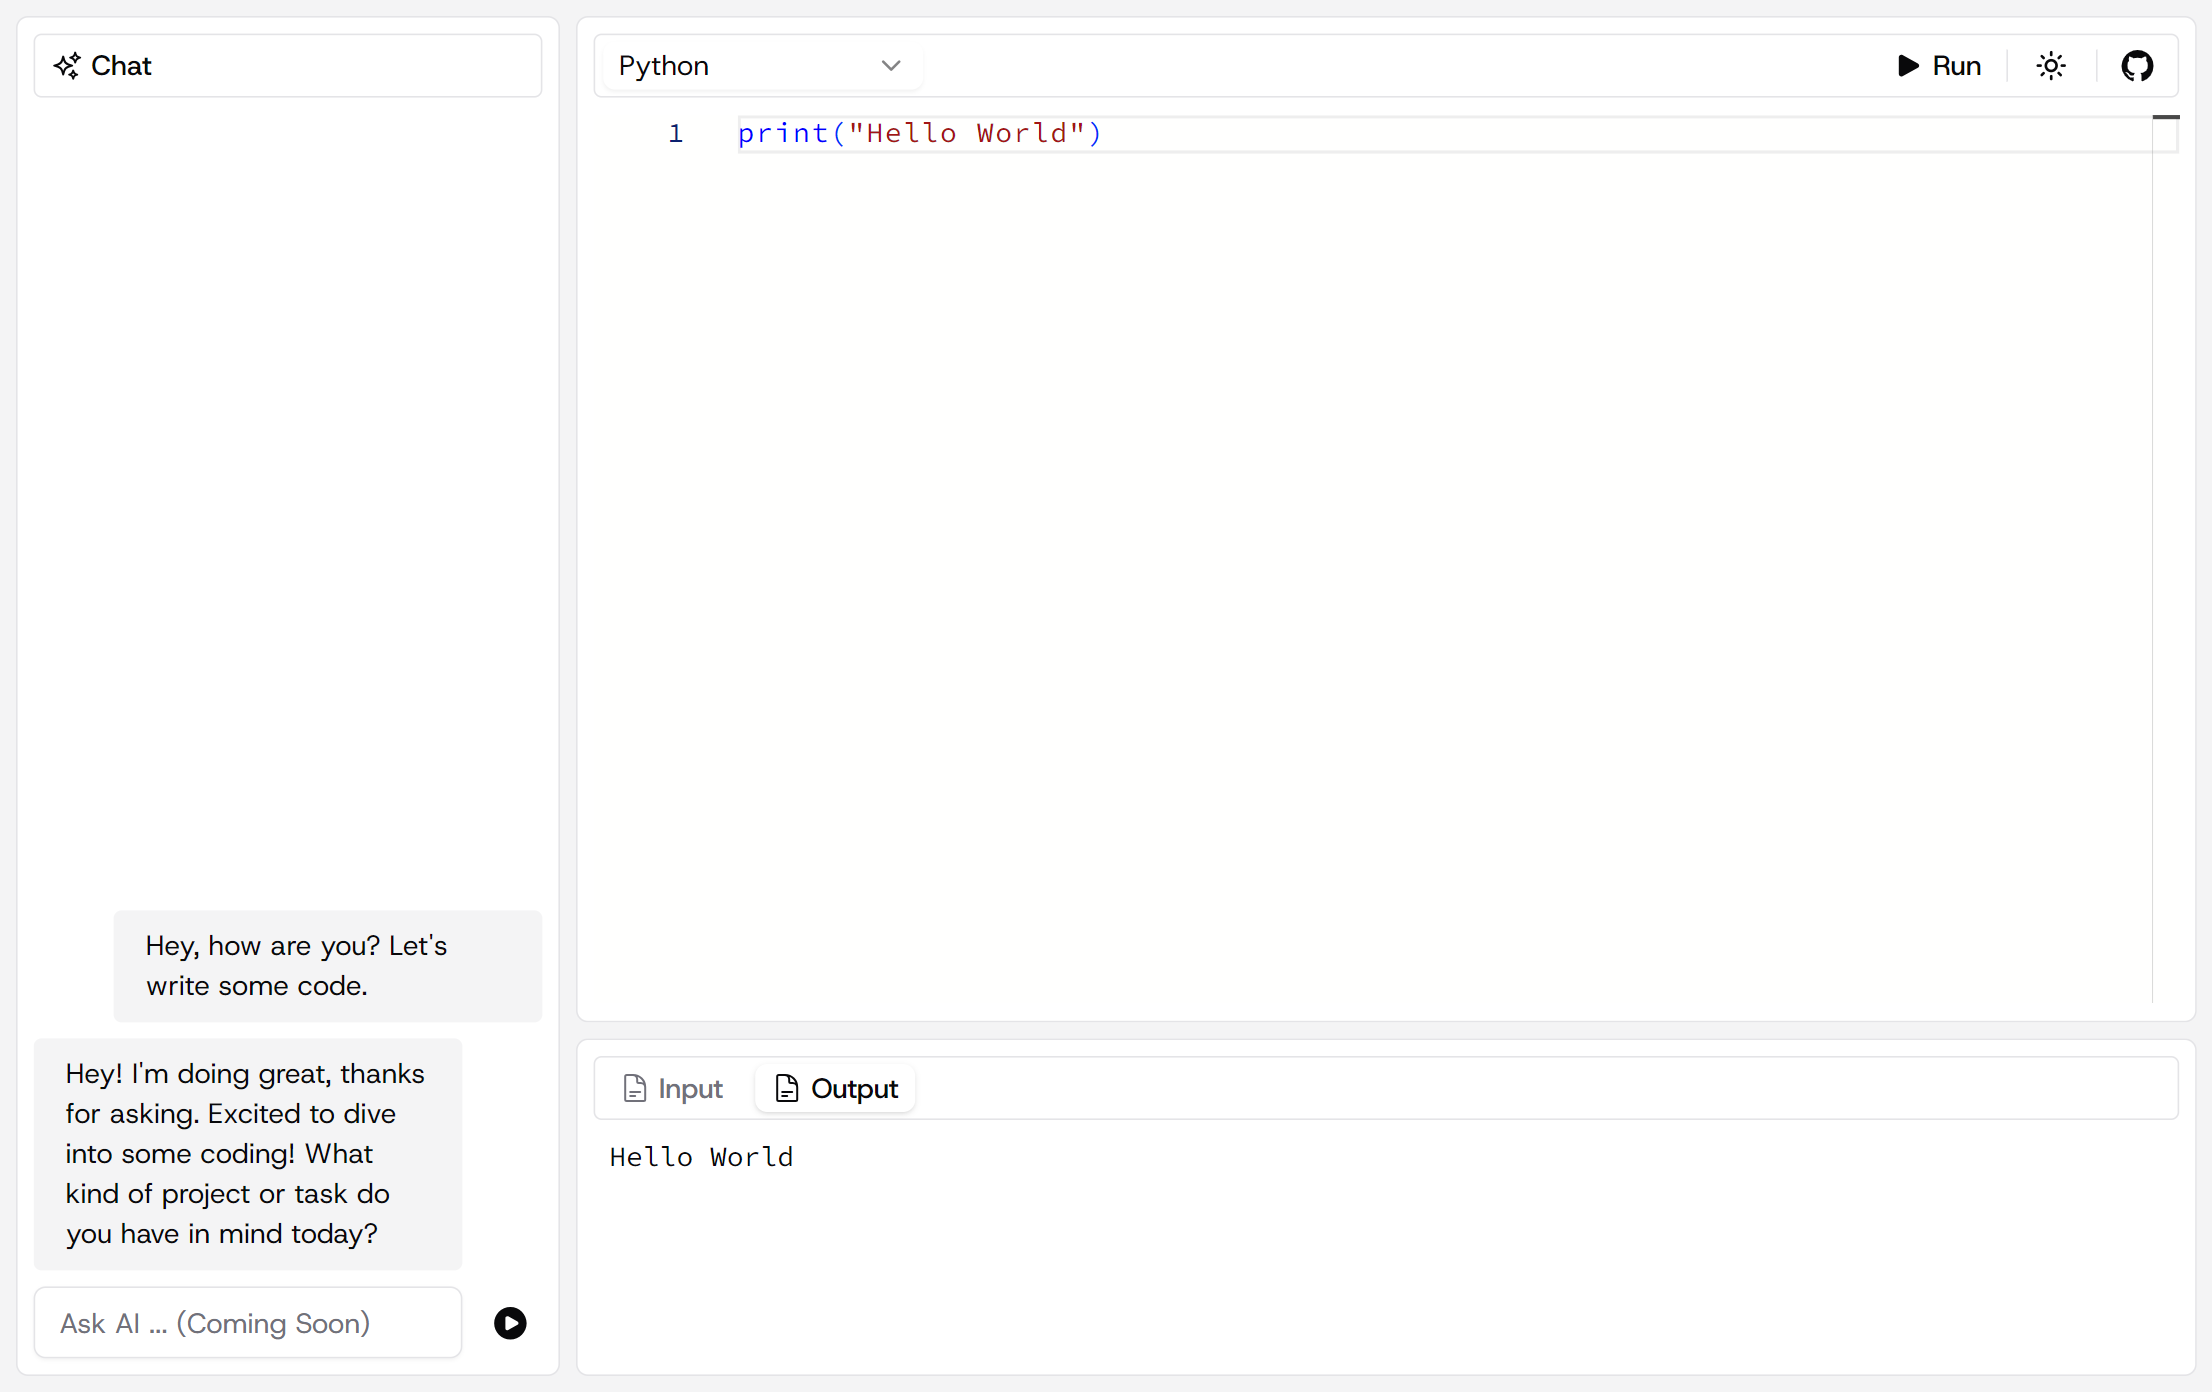 Chat
Hey, how are you? Let's
write some code.
Hey! I'm doing great, thanks
for asking. Excited to dive
into some coding! What
kind of project or task do
you have in mind today?
Ask AI ... (Coming Soon)
Python
Run
1 print("Hello World")
Input
Output
Hello World